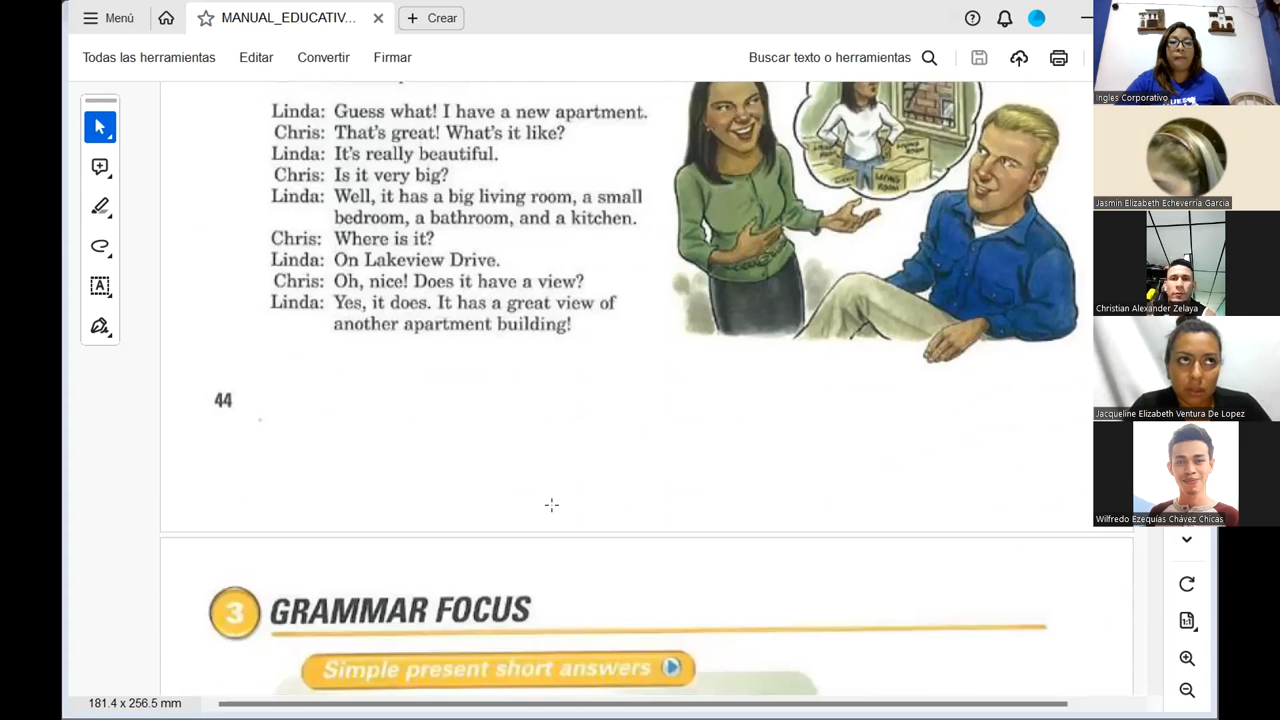 Menú
MANUAL_EDUCATIV...
Crear
Todas las herramientas
Editar
Convertir
Firmar
Buscar texto o herramientas
Linda: Guess what! I have a new apartment.
Chris: That's great! What's it like?
Linda: It's really beautiful.
Chris: Is it very big?
Linda: Well, it has a big living room, a small
bedroom, a bathroom, and a kitchen.
Chris: Where is it?
Linda: On Lakeview Drive.
Chris: Oh, nice! Does it have a view?
Linda: Yes, it does. It has a great view of
another apartment building!
LIVING
ROOM
44
3 GRAMMAR FOCUS
Simple present short answers
181.4 x 256.5 mm
Ingles Corporativo
Jasmin Elizabeth Echeverria Garcia
Christian Alexander Zelaya
Jacqueline Elizabeth Ventura De Lopez
Wilfredo Ezequías Chávez Chicas
1:1